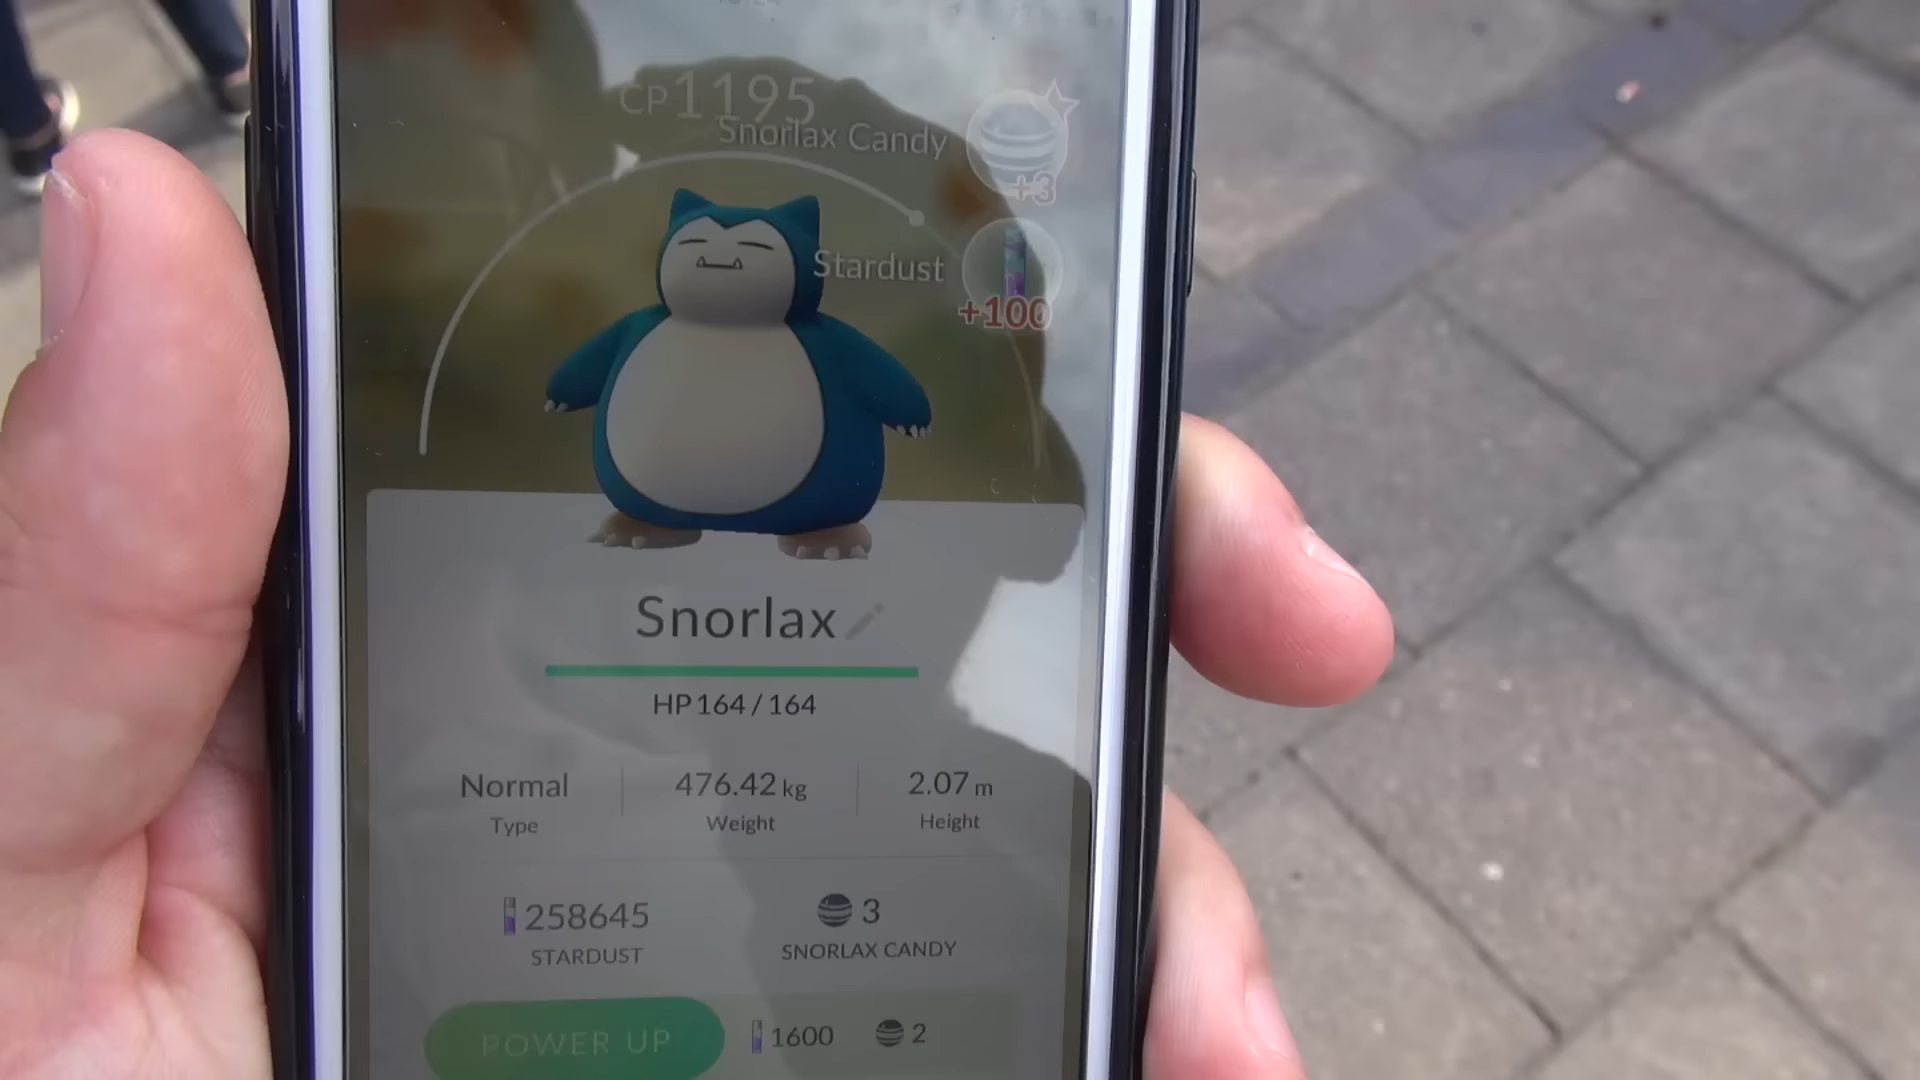 CP1195
Snorlax Candy
+3
Stardust
+100
Snorlax
HP 164 / 164
Normal
Type
476.42 kg
Weight
2.07 m
Height
258645
STARDUST
3
SNORLAX CANDY
POWER UP
1600
2